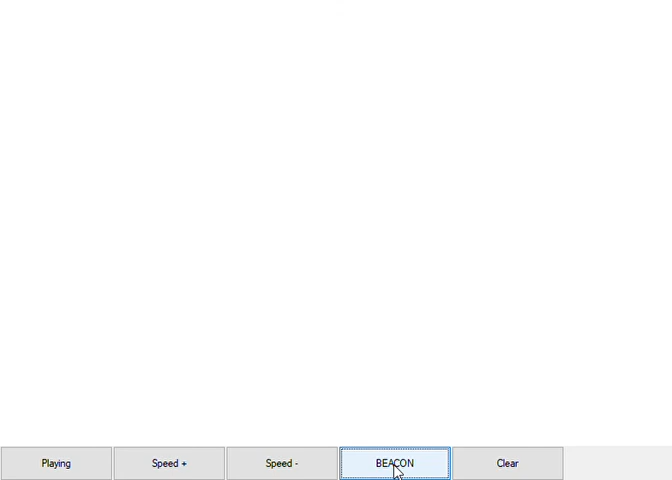 Playing
Speed +
Speed -
BEACON
Clear